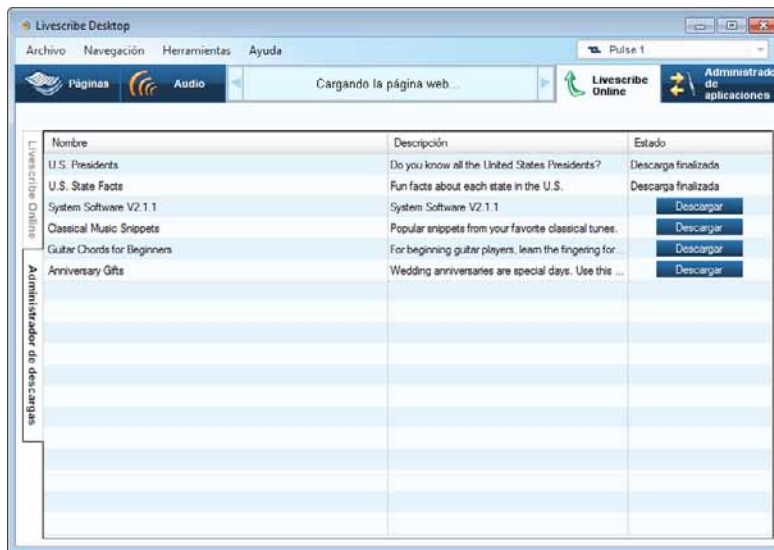 Livescribe Desktop
Archivo Navegación Herramientas Ayuda Pulse 1
Páginas Audio Cargando la página web... Livescribe Online Administrado de aplicaciones
Livescribe Online
Administrador de descargas
Nombre Descripción Estado
U.S. Presidents Do you know all the United States Presidents? Descarga finalizada
U.S. State Facts Fun facts about each state in the U.S. Descarga finalizada
System Software V2.1.1 System Software V2.1.1 Descargar
Classical Music Snippets Popular snippets from your favorite classical tunes. Descargar
Guitar Chords for Beginners For beginning guitar players, learn the fingering for... Descargar
Anniversary Gifts Wedding anniversaries are special days. Use this ... Descargar